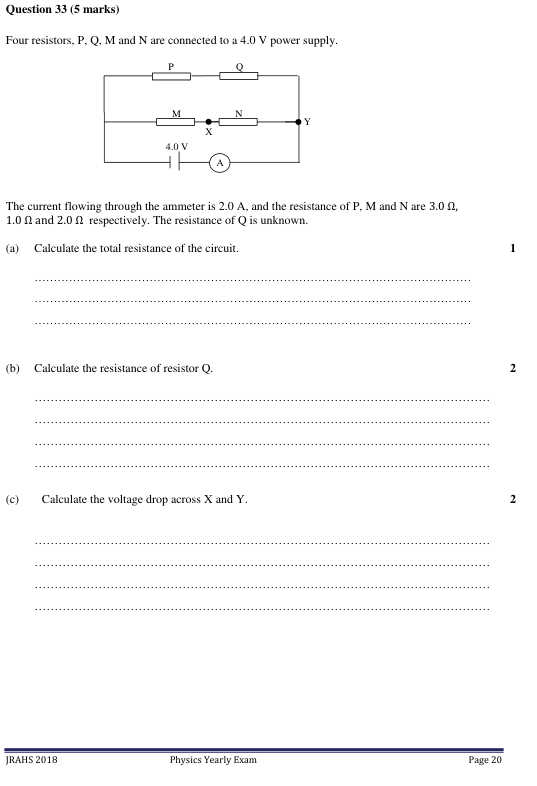 Question 33 (5 marks)
Four resistors, P, Q, M and N are connected to a 4.0 V power supply.
P Q
M N
X Y
4.0 V
A
The current flowing through the ammeter is 2.0 A, and the resistance of P, M and N are 3.0 Ω,
1.0 Ω and 2.0 Ω respectively. The resistance of Q is unknown.
(a) Calculate the total resistance of the circuit. 1
(b) Calculate the resistance of resistor Q. 2
(c) Calculate the voltage drop across X and Y. 2
JRAHS 2018 Physics Yearly Exam Page 20